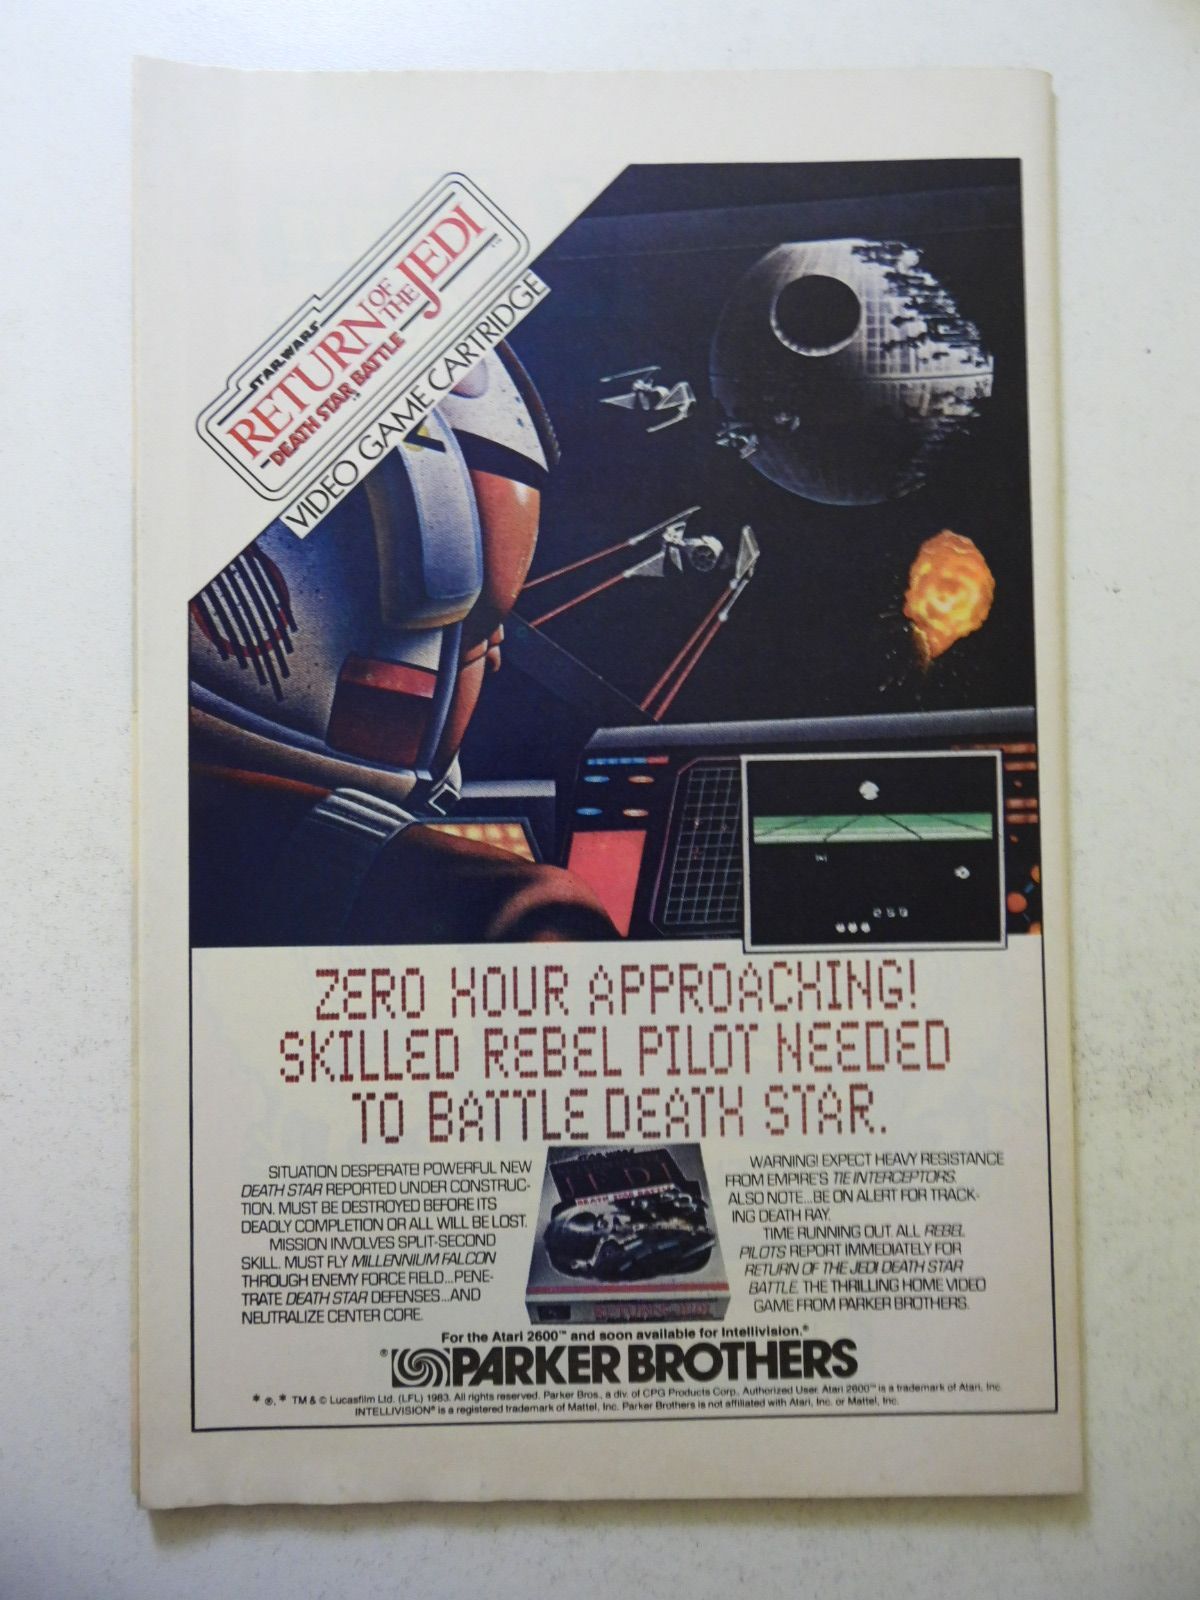 STAR WARS
RETURN OF THE JEDI
DEATH STAR BATTLE
VIDEO GAME CARTRIDGE
259
ZERO HOUR APPROACHING!
SKILLED REBEL PILOT NEEDED
TO BATTLE DEATH STAR.
SITUATION DESPERATE! POWERFUL NEW
DEATH STAR REPORTED UNDER CONSTRUC-
TION. MUST BE DESTROYED BEFORE ITS
DEADLY COMPLETION OR ALL WILL BE LOST.
MISSION INVOLVES SPLIT-SECOND
SKILL. MUST FLY MILLENNIUM FALCON
THROUGH ENEMY FORCE FIELD...PENE-
TRATE DEATH STAR DEFENSES...AND
NEUTRALIZE CENTER CORE.
JEDI
DEATH STAR BATTLE
WARNING! EXPECT HEAVY RESISTANCE
FROM EMPIRE'S TIE INTERCEPTORS.
ALSO NOTE...BE ON ALERT FOR TRACK-
ING DEATH RAY.
TIME RUNNING OUT. ALL REBEL
PILOTS REPORT IMMEDIATELY FOR
RETURN OF THE JEDI DEATH STAR
BATTLE. THE THRILLING HOME VIDEO
GAME FROM PARKER BROTHERS.
For the Atari 2600™ and soon available for Intellivision.®
® PARKER BROTHERS
* ®, * TM & © Lucasfilm Ltd. (LFL) 1983. All rights reserved. Parker Bros., a div. of CPG Products Corp., Authorized User. Atari 2600™ is a trademark of Atari, Inc.
INTELLIVISION® is a registered trademark of Mattel, Inc. Parker Brothers is not affiliated with Atari, Inc. or Mattel, Inc.